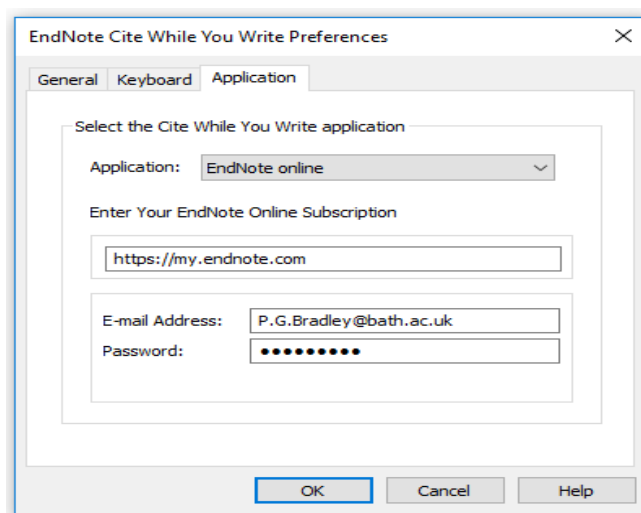 EndNote Cite While You Write Preferences
General Keyboard Application
Select the Cite While You Write application
Application: EndNote online
Enter Your EndNote Online Subscription
https://my.endnote.com
E-mail Address: P.G.Bradley@bath.ac.uk
Password: ●●●●●●●●●
OK Cancel Help